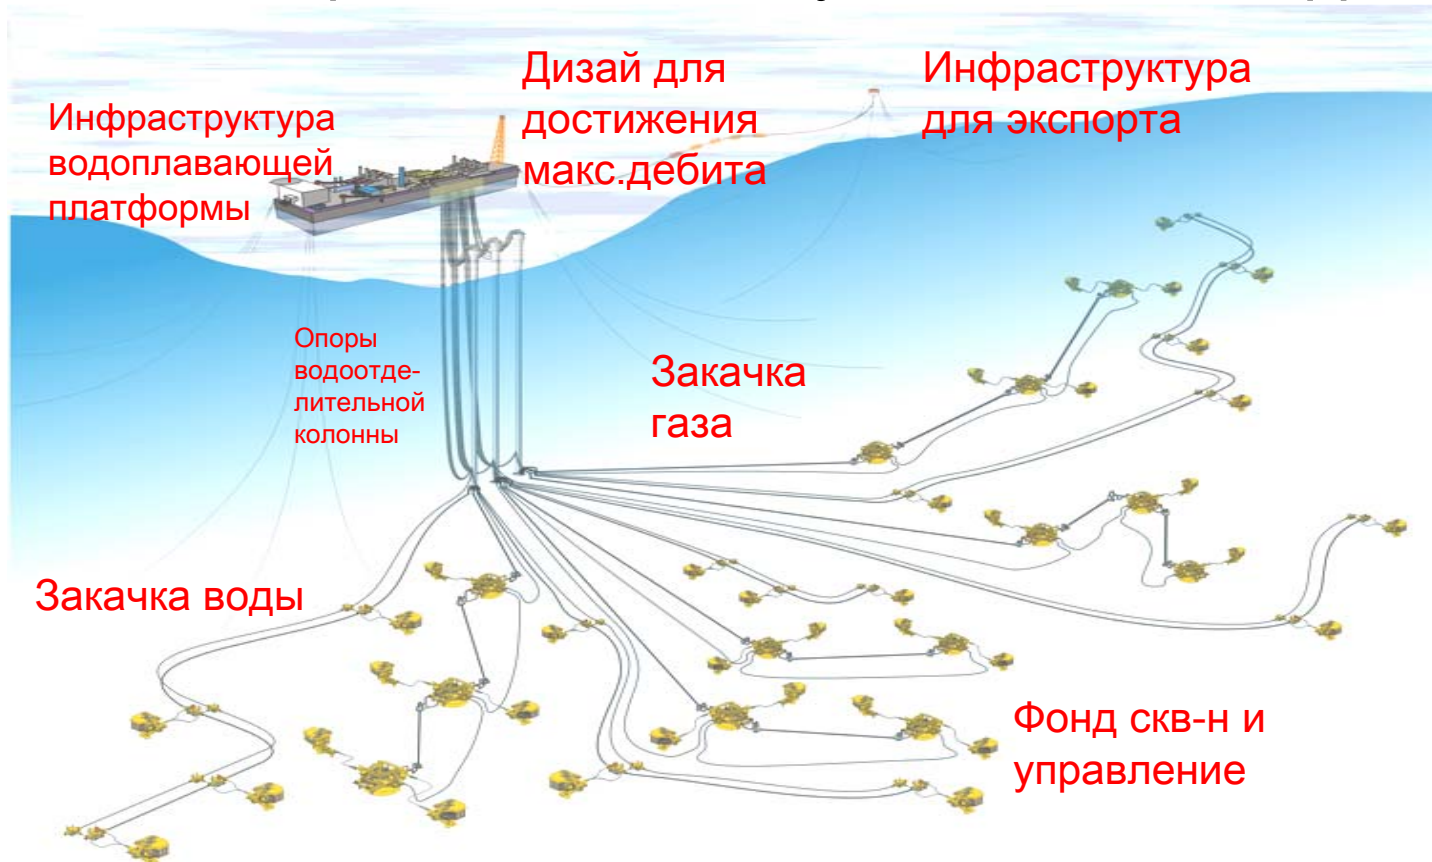 Инфраструктура
водоплавающей
платформы
Дизай для
достижения
макс.дебита
Инфраструктура
для экспорта
Опоры
водоотде-
лительной
колонны
Закачка
газа
Закачка воды
Фонд скв-н и
управление